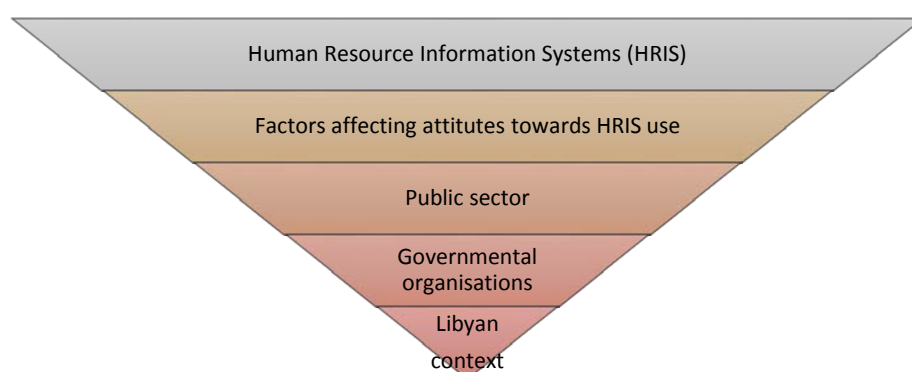 Human Resource Information Systems (HRIS)
Factors affecting attitutes towards HRIS use
Public sector
Governmental
organisations
Libyan
context